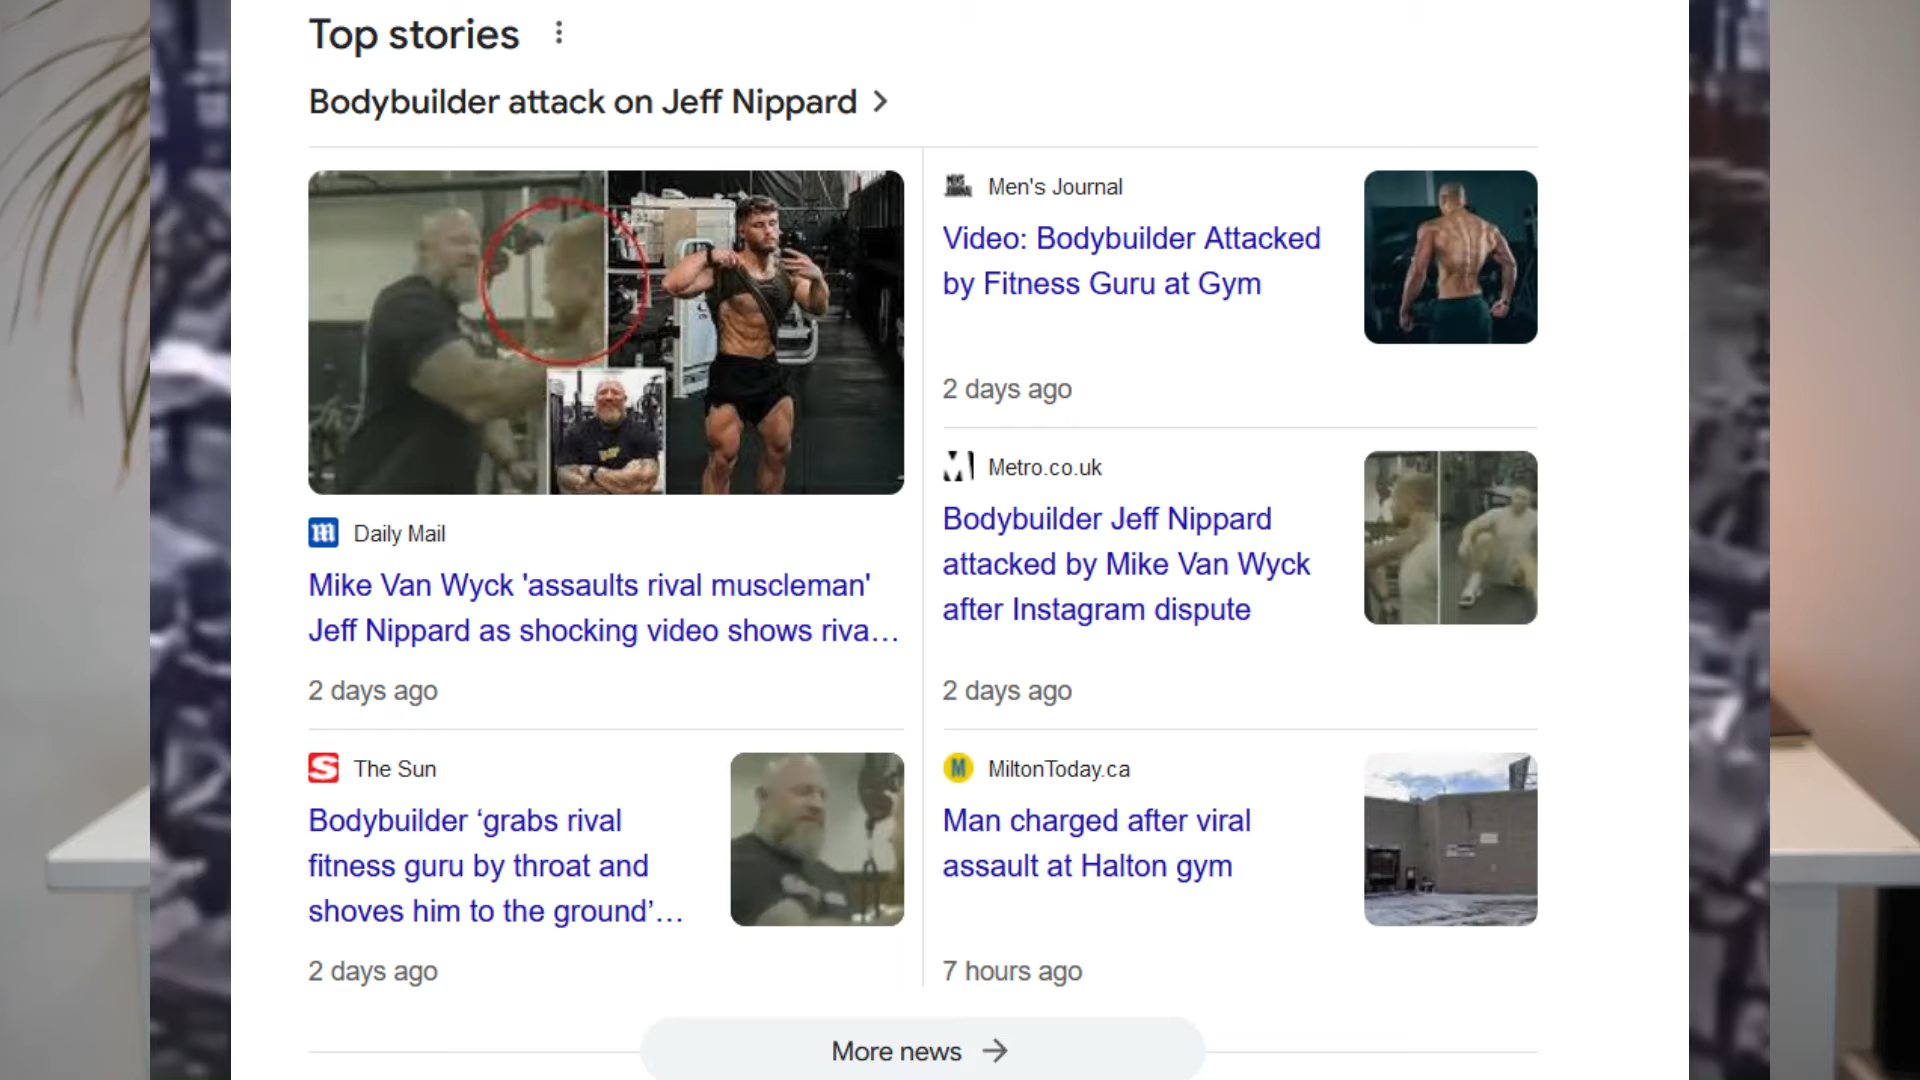 Top stories
Bodybuilder attack on Jeff Nippard
Daily Mail
Mike Van Wyck 'assaults rival muscleman'
Jeff Nippard as shocking video shows riva…
2 days ago
The Sun
Bodybuilder ‘grabs rival
fitness guru by throat and
shoves him to the ground’…
2 days ago
MEN'S
JOURNAL
Men's Journal
Video: Bodybuilder Attacked
by Fitness Guru at Gym
2 days ago
Metro.co.uk
Bodybuilder Jeff Nippard
attacked by Mike Van Wyck
after Instagram dispute
2 days ago
M
MiltonToday.ca
Man charged after viral
assault at Halton gym
7 hours ago
More news